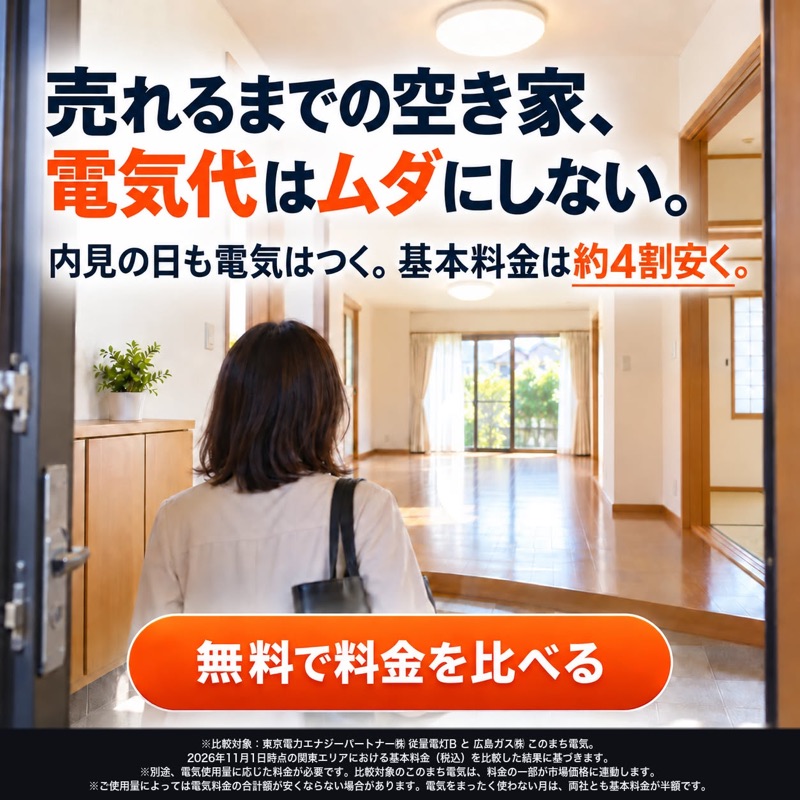 売れるまでの空き家、
電気代はムダにしない。
内見の日も電気はつく。基本料金は約4割安く。
無料で料金を比べる
※比較対象：東京電力エナジーパートナー㈱ 従量電灯B と 広島ガス㈱ このまち電気。
2026年11月1日時点の関東エリアにおける基本料金（税込）を比較した結果に基づきます。
※別途、電気使用量に応じた料金が必要です。比較対象のこのまち電気は、料金の一部が市場価格に連動します。
※ご使用量によっては電気料金の合計額が安くならない場合があります。電気をまったく使わない月は、両社とも基本料金が半額です。